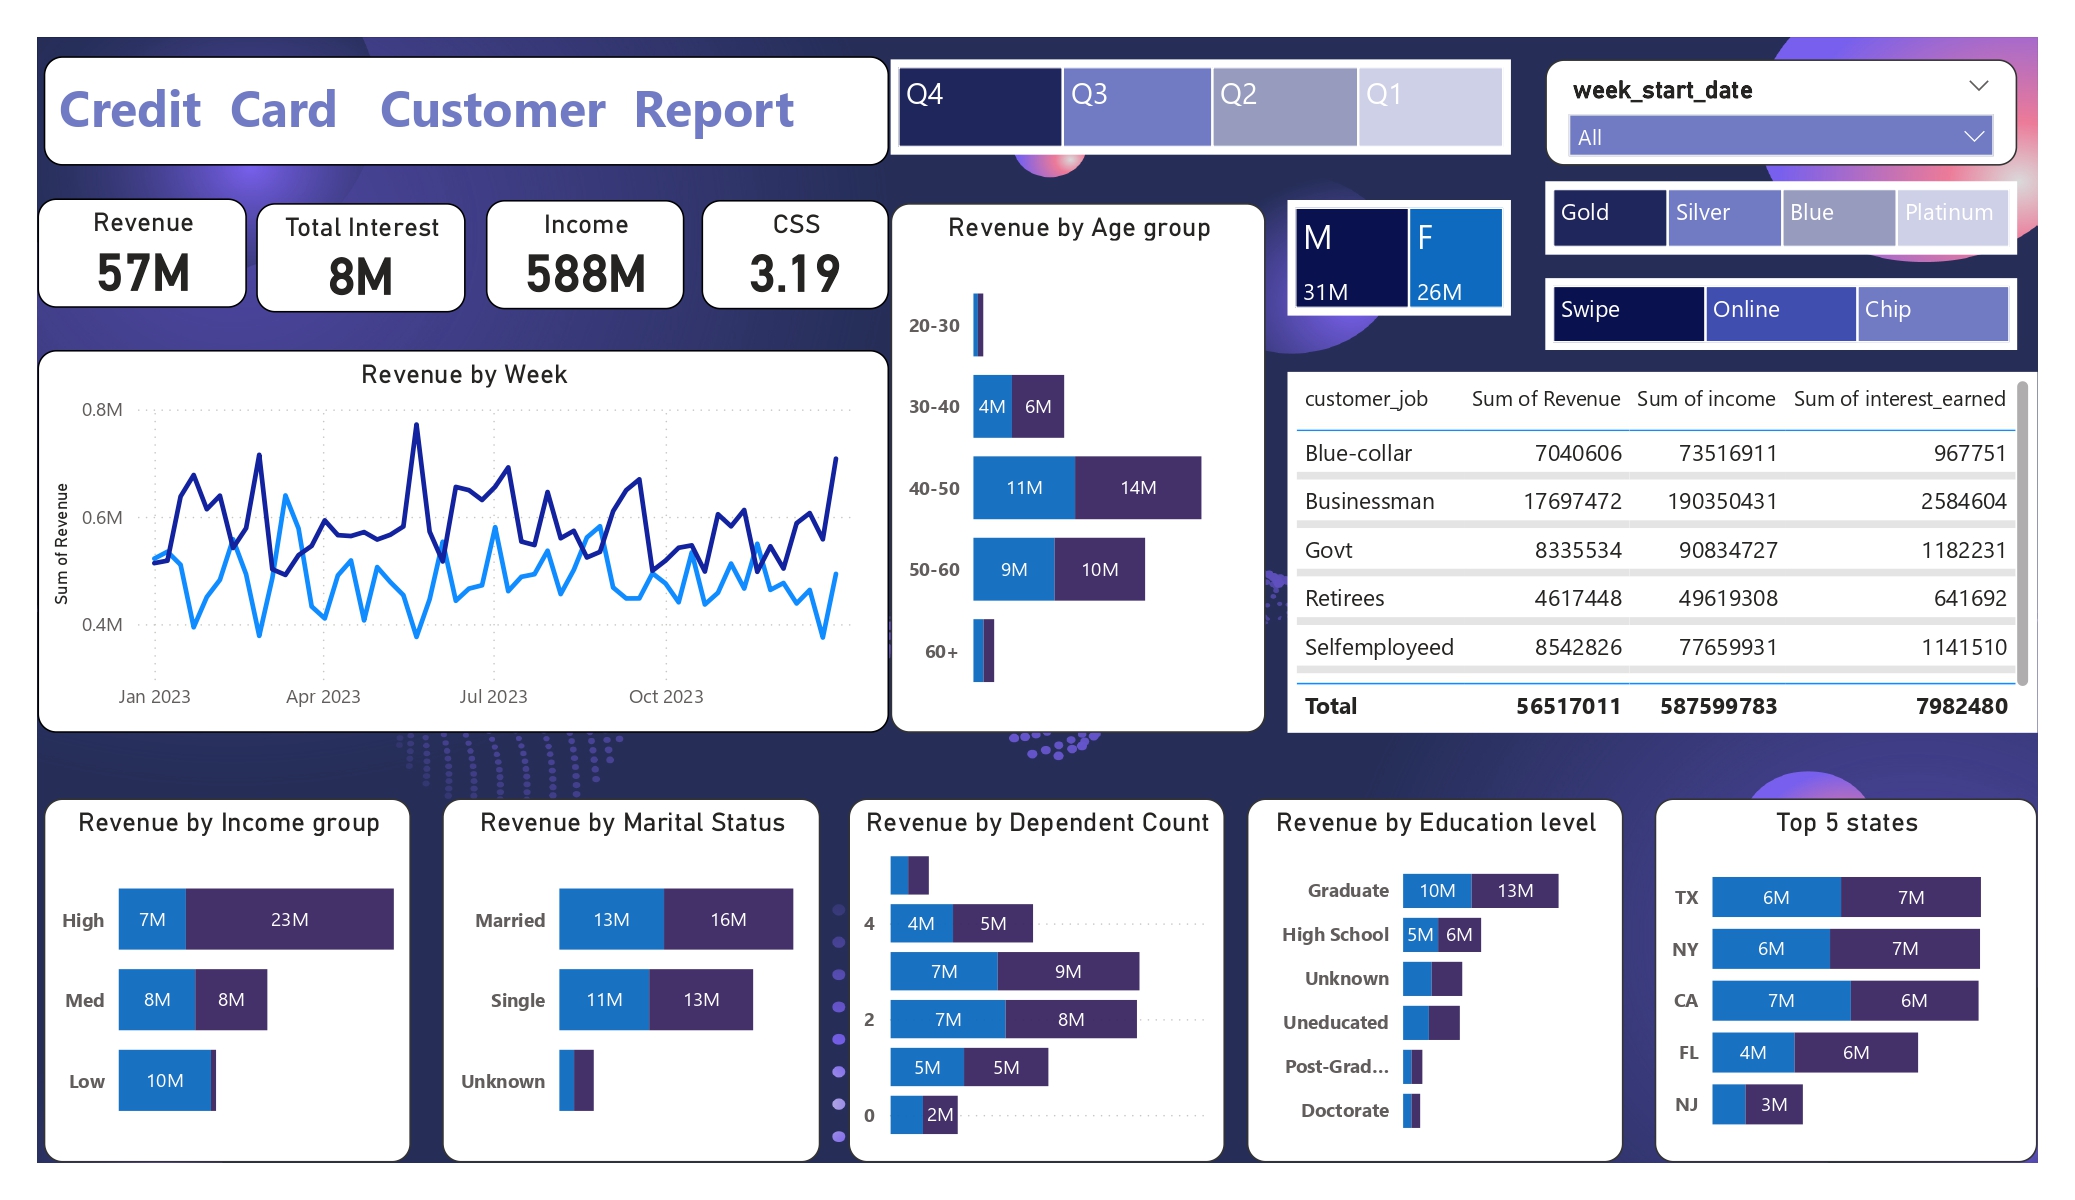 Credit Card Customer Report
Q4 Q3 Q2 Q1
week_start_date
All
Gold Silver Blue Platinum
Swipe Online Chip
Revenue
57M
Total Interest
8M
Income
588M
CSS
3.19
M
31M
F
26M
Revenue by Week
Sum of Revenue
0.8M
0.6M
0.4M
Jan 2023 Apr 2023 Jul 2023 Oct 2023
Revenue by Age group
20-30
30-40 4M 6M
40-50 11M 14M
50-60 9M 10M
60+
customer_job Sum of Revenue Sum of income Sum of interest_earned
Blue-collar 7040606 73516911 967751
Businessman 17697472 190350431 2584604
Govt 8335534 90834727 1182231
Retirees 4617448 49619308 641692
Selfemployeed 8542826 77659931 1141510
Total 56517011 587599783 7982480
Revenue by Income group
High 7M 23M
Med 8M 8M
Low 10M
Revenue by Marital Status
Married 13M 16M
Single 11M 13M
Unknown
Revenue by Dependent Count
4 4M 5M
7M 9M
2 7M 8M
5M 5M
0 2M
Revenue by Education level
Graduate 10M 13M
High School 5M 6M
Unknown
Uneducated
Post-Grad...
Doctorate
Top 5 states
TX 6M 7M
NY 6M 7M
CA 7M 6M
FL 4M 6M
NJ 3M